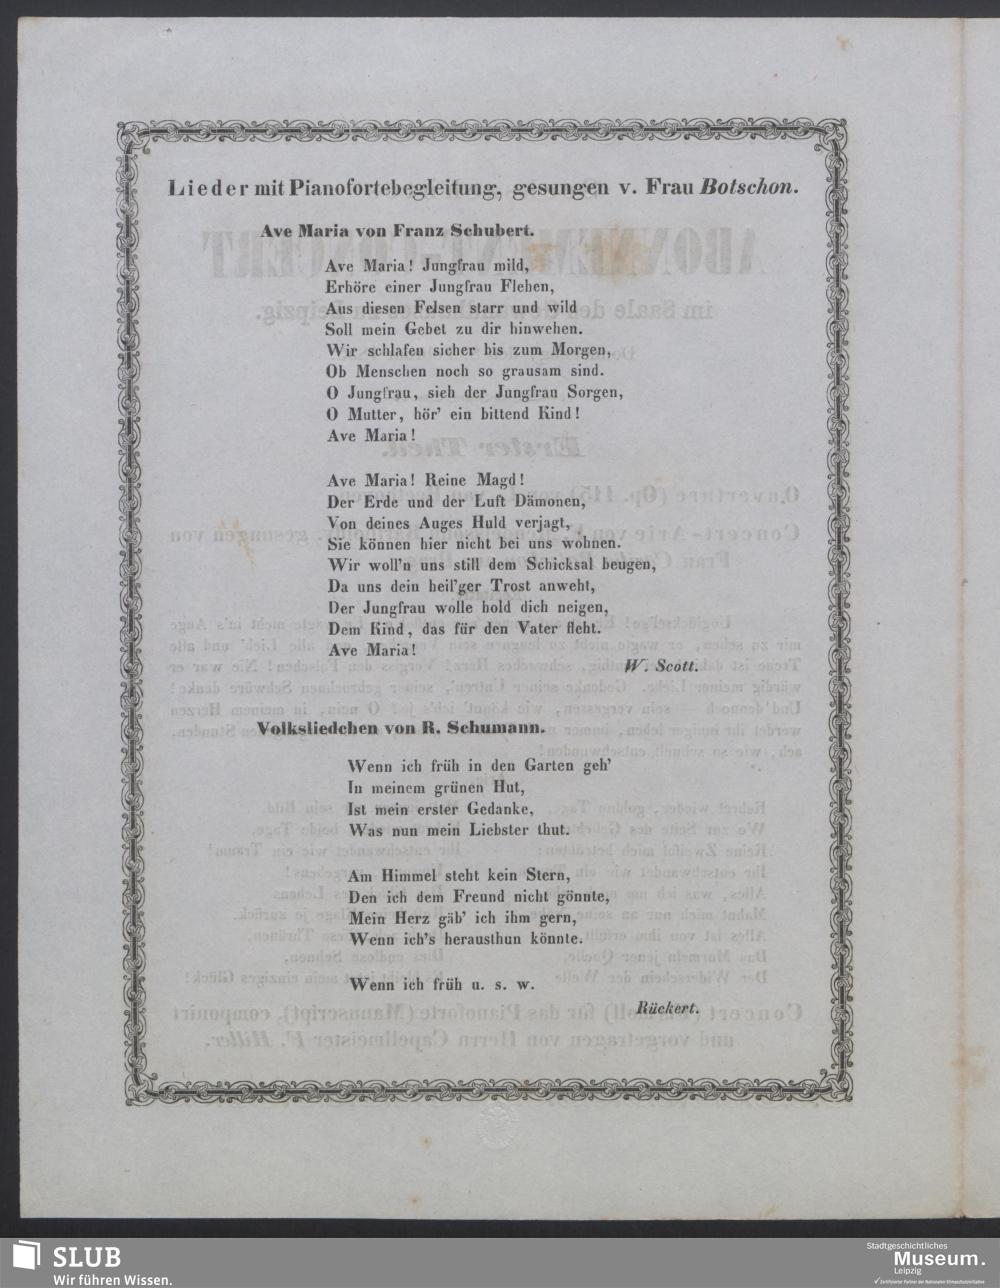 Lieder mit Pianofortebegleitung, gesungen v. Frau Botschon.
Ave Maria von Franz Schubert.
Ave Maria! Jungfrau mild,
Erhöre einer Jungfrau Flehen,
Aus diesen Felsen starr und wild
Soll mein Gebet zu dir hinwehen.
Wir schlafen sicher bis zum Morgen,
Ob Menschen noch so grausam sind.
O Jungfrau, sieh der Jungfrau Sorgen,
O Mutter, hör' ein bittend Kind!
Ave Maria!
Ave Maria! Reine Magd!
Der Erde und der Luft Dämonen,
Von deines Auges Huld verjagt,
Sie können hier nicht bei uns wohnen.
Wir woll'n uns still dem Schicksal beugen,
Da uns dein heil'ger Trost anweht,
Der Jungfrau wolle hold dich neigen,
Dem Kind, das für den Vater fleht.
Ave Maria!
W. Scott.
Volksliedchen von R. Schumann.
Wenn ich früh in den Garten geh'
In meinem grünen Hut,
Ist mein erster Gedanke,
Was nun mein Liebster thut.
Am Himmel steht kein Stern,
Den ich dem Freund nicht gönnte,
Mein Herz gäb' ich ihm gern,
Wenn ich's herausthun könnte.
Wenn ich früh u. s. w.
Rückert.
SLUB
Wir führen Wissen.
Stadtgeschichtliches
Museum.
Leipzig
Zertifizierter Partner der Nationalen Klimaschutzinitiative